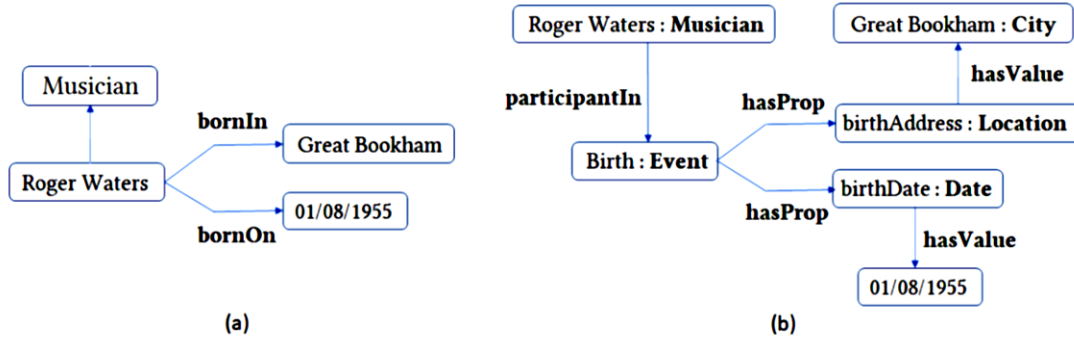 Musician
bornIn
Great Bookham
Roger Waters
01/08/1955
bornOn
(a)
Roger Waters : Musician
Great Bookham : City
hasValue
participantIn
hasProp
birthAddress : Location
Birth : Event
birthDate : Date
hasProp
hasValue
01/08/1955
(b)